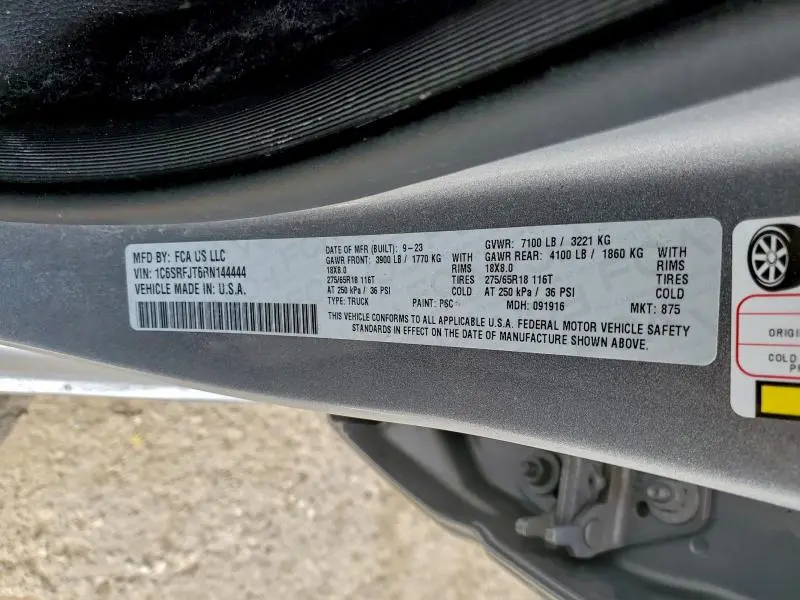 MFD BY: FCA US LLC
VIN: 1C6SRFJT6RN144444
VEHICLE MADE IN: U.S.A.
DATE OF MFR (BUILT): 9-23 GVWR: 7100 LB / 3221 KG
GAWR FRONT: 3900 LB / 1770 KG WITH GAWR REAR: 4100 LB / 1860 KG WITH
18X8.0 RIMS 18X8.0 RIMS
275/65R18 116T TIRES 275/65R18 116T TIRES
AT 250 kPa / 36 PSI COLD AT 250 kPa / 36 PSI COLD
TYPE: TRUCK PAINT: PSC MDH: 091916 MKT: 875
THIS VEHICLE CONFORMS TO ALL APPLICABLE U.S.A. FEDERAL MOTOR VEHICLE SAFETY
STANDARDS IN EFFECT ON THE DATE OF MANUFACTURE SHOWN ABOVE.
ORIGI
COLD